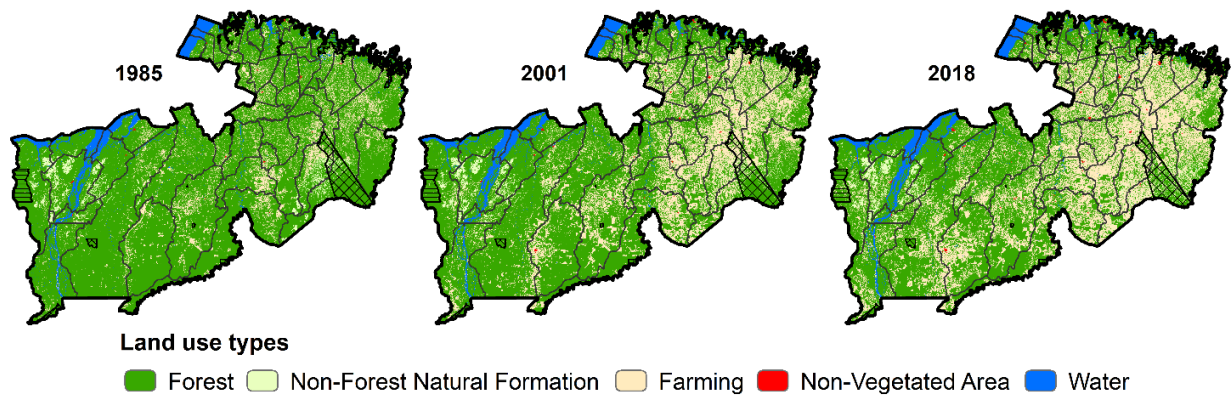 1985
2001
2018
Land use types
Forest
Non-Forest Natural Formation
Farming
Non-Vegetated Area
Water